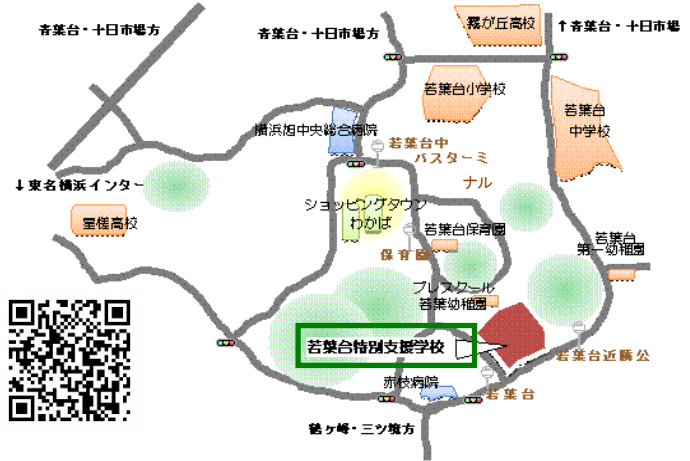 青葉台・十日市場方
青葉台・十日市場方
霧が丘高校
↑青葉台・十日市場
若葉台小学校
若葉台
中学校
横浜旭中央総合病院
若葉台中
バスターミ
ナル
↓東名横浜インター
星槎高校
ショッピングタウン
わかば
保育園
若葉台保育園
若葉台
第一幼稚園
プレスクール
若葉幼稚園
若葉台特別支援学校
若葉台近隣公
赤枝病院
若葉台
鶴ヶ峰・三ツ境方